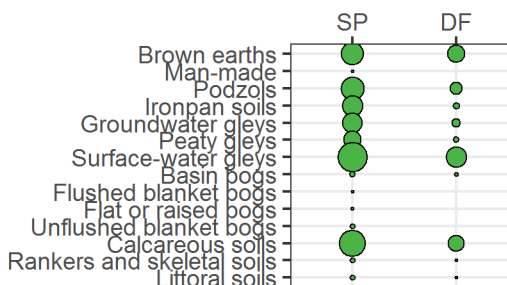 SP DF
Brown earths
Man-made
Podzols
Ironpan soils
Groundwater gleys
Peaty gleys
Surface-water gleys
Basin bogs
Flushed blanket bogs
Flat or raised bogs
Unflushed blanket bogs
Calcareous soils
Rankers and skeletal soils
Littoral soils